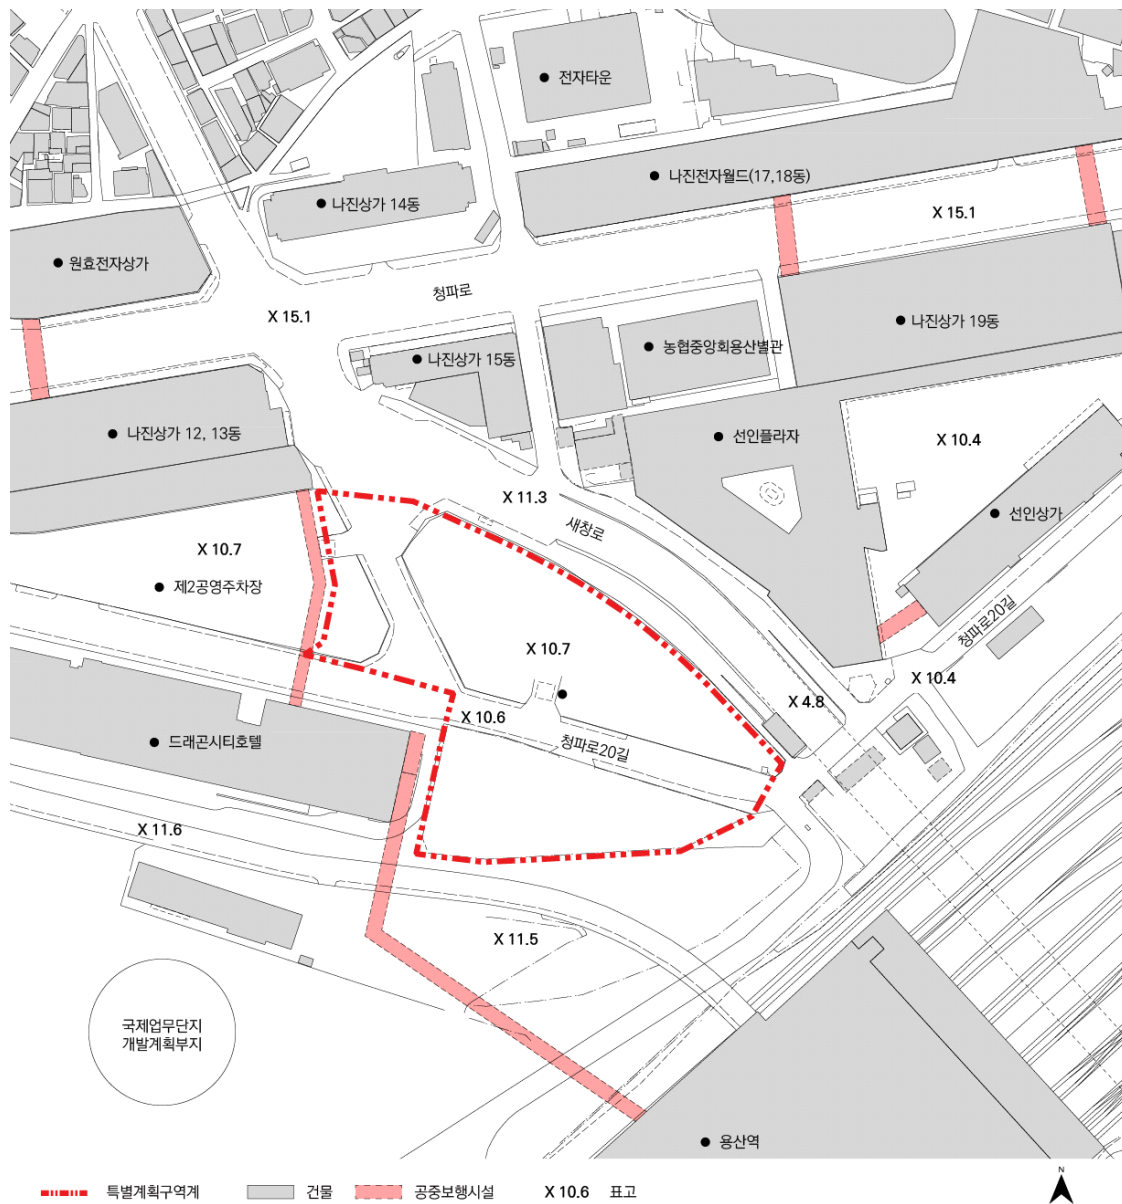 전자타운
나진전자월드(17,18동)
나진상가 14동
X 15.1
원효전자상가
청파로
X 15.1
나진상가 19동
농협중앙회용산별관
나진상가 15동
나진상가 12, 13동
선인플라자
X 10.4
X 11.3
선인상가
새창로
X 10.7
제2공영주차장
청파로20길
X 10.7
X 10.4
X 4.8
X 10.6
드래곤시티호텔
청파로20길
X 11.6
X 11.5
국제업무단지
개발계획부지
용산역
N
특별계획구역계
건물
공중보행시설
X 10.6 표고